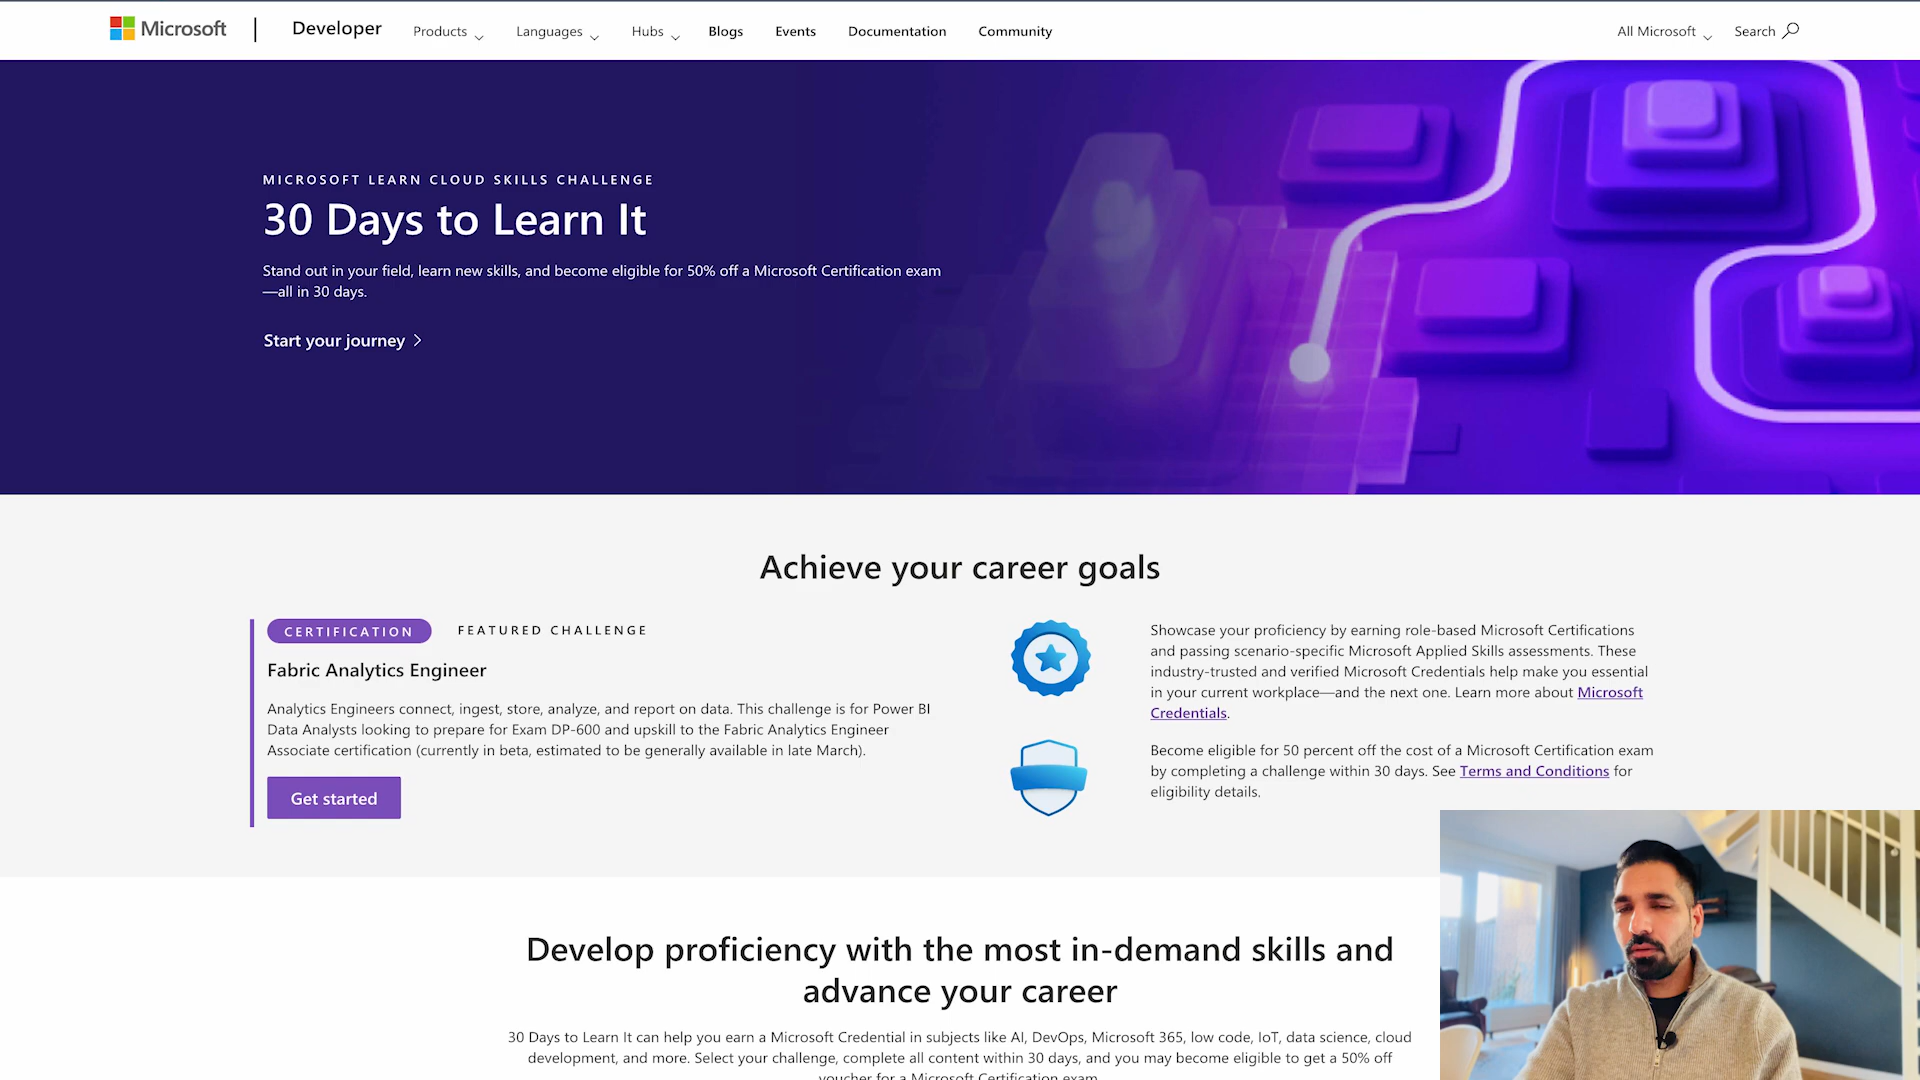 Microsoft
Developer
Products
Languages
Hubs
Blogs
Events
Documentation
Community
All Microsoft
Search
MICROSOFT LEARN CLOUD SKILLS CHALLENGE
30 Days to Learn It
Stand out in your field, learn new skills, and become eligible for 50% off a Microsoft Certification exam
—all in 30 days.
Start your journey
Achieve your career goals
CERTIFICATION
FEATURED CHALLENGE
Fabric Analytics Engineer
Analytics Engineers connect, ingest, store, analyze, and report on data. This challenge is for Power BI
Data Analysts looking to prepare for Exam DP-600 and upskill to the Fabric Analytics Engineer
Associate certification (currently in beta, estimated to be generally available in late March).
Get started
Showcase your proficiency by earning role-based Microsoft Certifications
and passing scenario-specific Microsoft Applied Skills assessments. These
industry-trusted and verified Microsoft Credentials help make you essential
in your current workplace—and the next one. Learn more about Microsoft
Credentials.
Become eligible for 50 percent off the cost of a Microsoft Certification exam
by completing a challenge within 30 days. See Terms and Conditions for
eligibility details.
Develop proficiency with the most in-demand skills and
advance your career
30 Days to Learn It can help you earn a Microsoft Credential in subjects like AI, DevOps, Microsoft 365, low code, IoT, data science, cloud
development, and more. Select your challenge, complete all content within 30 days, and you may become eligible to get a 50% off
voucher for a Microsoft Certification exam.